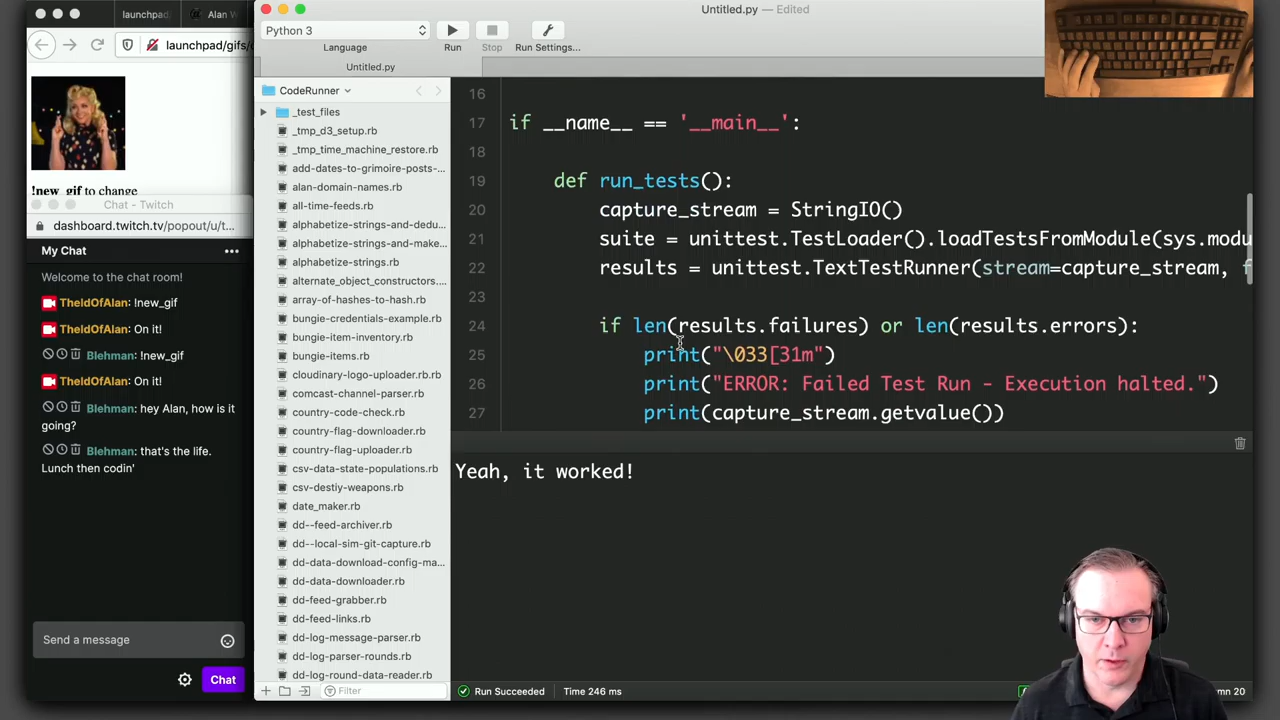 launchpad
Alan W
launchpad/gifs/
!new_gif to change
Chat - Twitch
dashboard.twitch.tv/popout/u/t...
My Chat
Welcome to the chat room!
TheIdOfAlan: !new_gif
TheIdOfAlan: On it!
Blehman: !new_gif
TheIdOfAlan: On it!
Blehman: hey Alan, how is it
going?
Blehman: that's the life.
Lunch then codin'
Send a message
Chat
Untitled.py — Edited
Python 3
Language
Run
Stop
Run Settings...
Untitled.py
CodeRunner
_test_files
_tmp_d3_setup.rb
_tmp_time_machine_restore.rb
add-dates-to-grimoire-posts-...
alan-domain-names.rb
all-time-feeds.rb
alphabetize-strings-and-dedu...
alphabetize-strings-and-make...
alphabetize-strings.rb
alternate_object_constructors....
array-of-hashes-to-hash.rb
bungie-credentials-example.rb
bungie-item-inventory.rb
bungie-items.rb
cloudinary-logo-uploader.rb.rb
comcast-channel-parser.rb
country-code-check.rb
country-flag-downloader.rb
country-flag-uploader.rb
csv-data-state-populations.rb
csv-destiy-weapons.rb
date_maker.rb
dd--feed-archiver.rb
dd--local-sim-git-capture.rb
dd-data-download-config-ma...
dd-data-downloader.rb
dd-feed-grabber.rb
dd-feed-links.rb
dd-log-message-parser.rb
dd-log-parser-rounds.rb
dd-log-round-data-reader.rb
Filter
16
17 if __name__ == '__main__':
18
19 def run_tests():
20 capture_stream = StringIO()
21 suite = unittest.TestLoader().loadTestsFromModule(sys.modu
22 results = unittest.TextTestRunner(stream=capture_stream, f
23
24 if len(results.failures) or len(results.errors):
25 print("\033[31m")
26 print("ERROR: Failed Test Run - Execution halted.")
27 print(capture_stream.getvalue())
Yeah, it worked!
Run Succeeded
Time 246 ms
umn 20